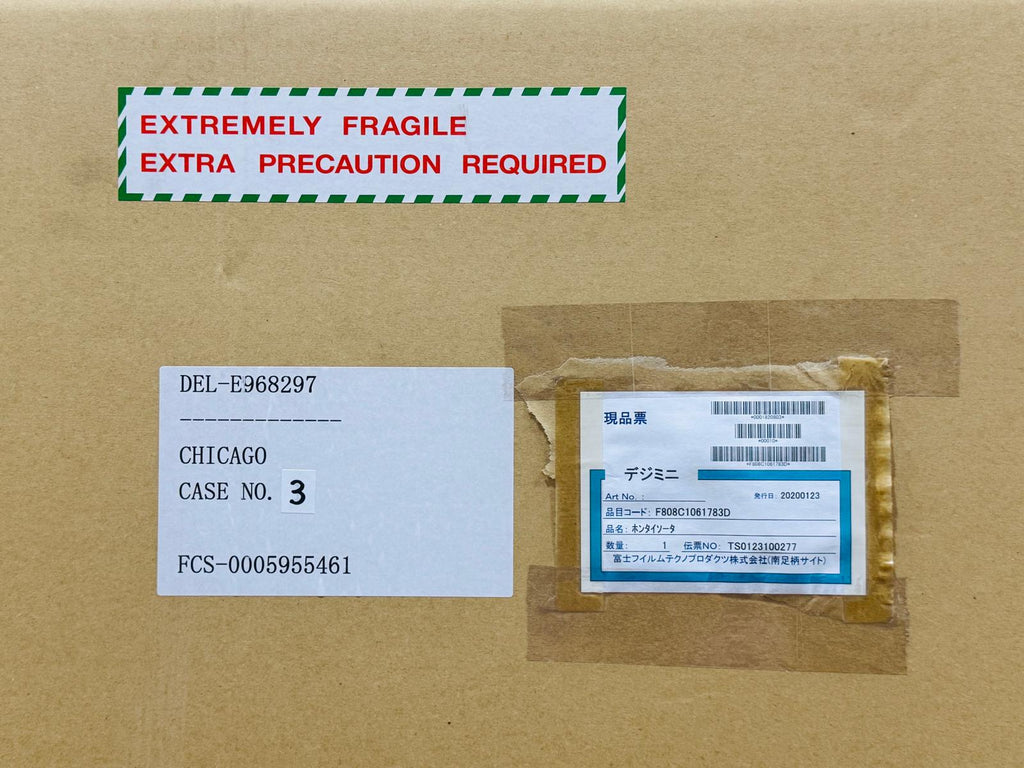 EXTREMELY FRAGILE
EXTRA PRECAUTION REQUIRED
DEL-E968297
-------------
CHICAGO
CASE NO. 3
FCS-0005955461
現品票
*00010*
*F808C1061783D*
デジミニ
Art No. :
発行日: 20200123
品目コード: F808C1061783D
品名: ホンタイソータ
数量: 1 伝票NO: TS0123100277
富士フイルムテクノプロダクツ株式会社(南足柄サイト)